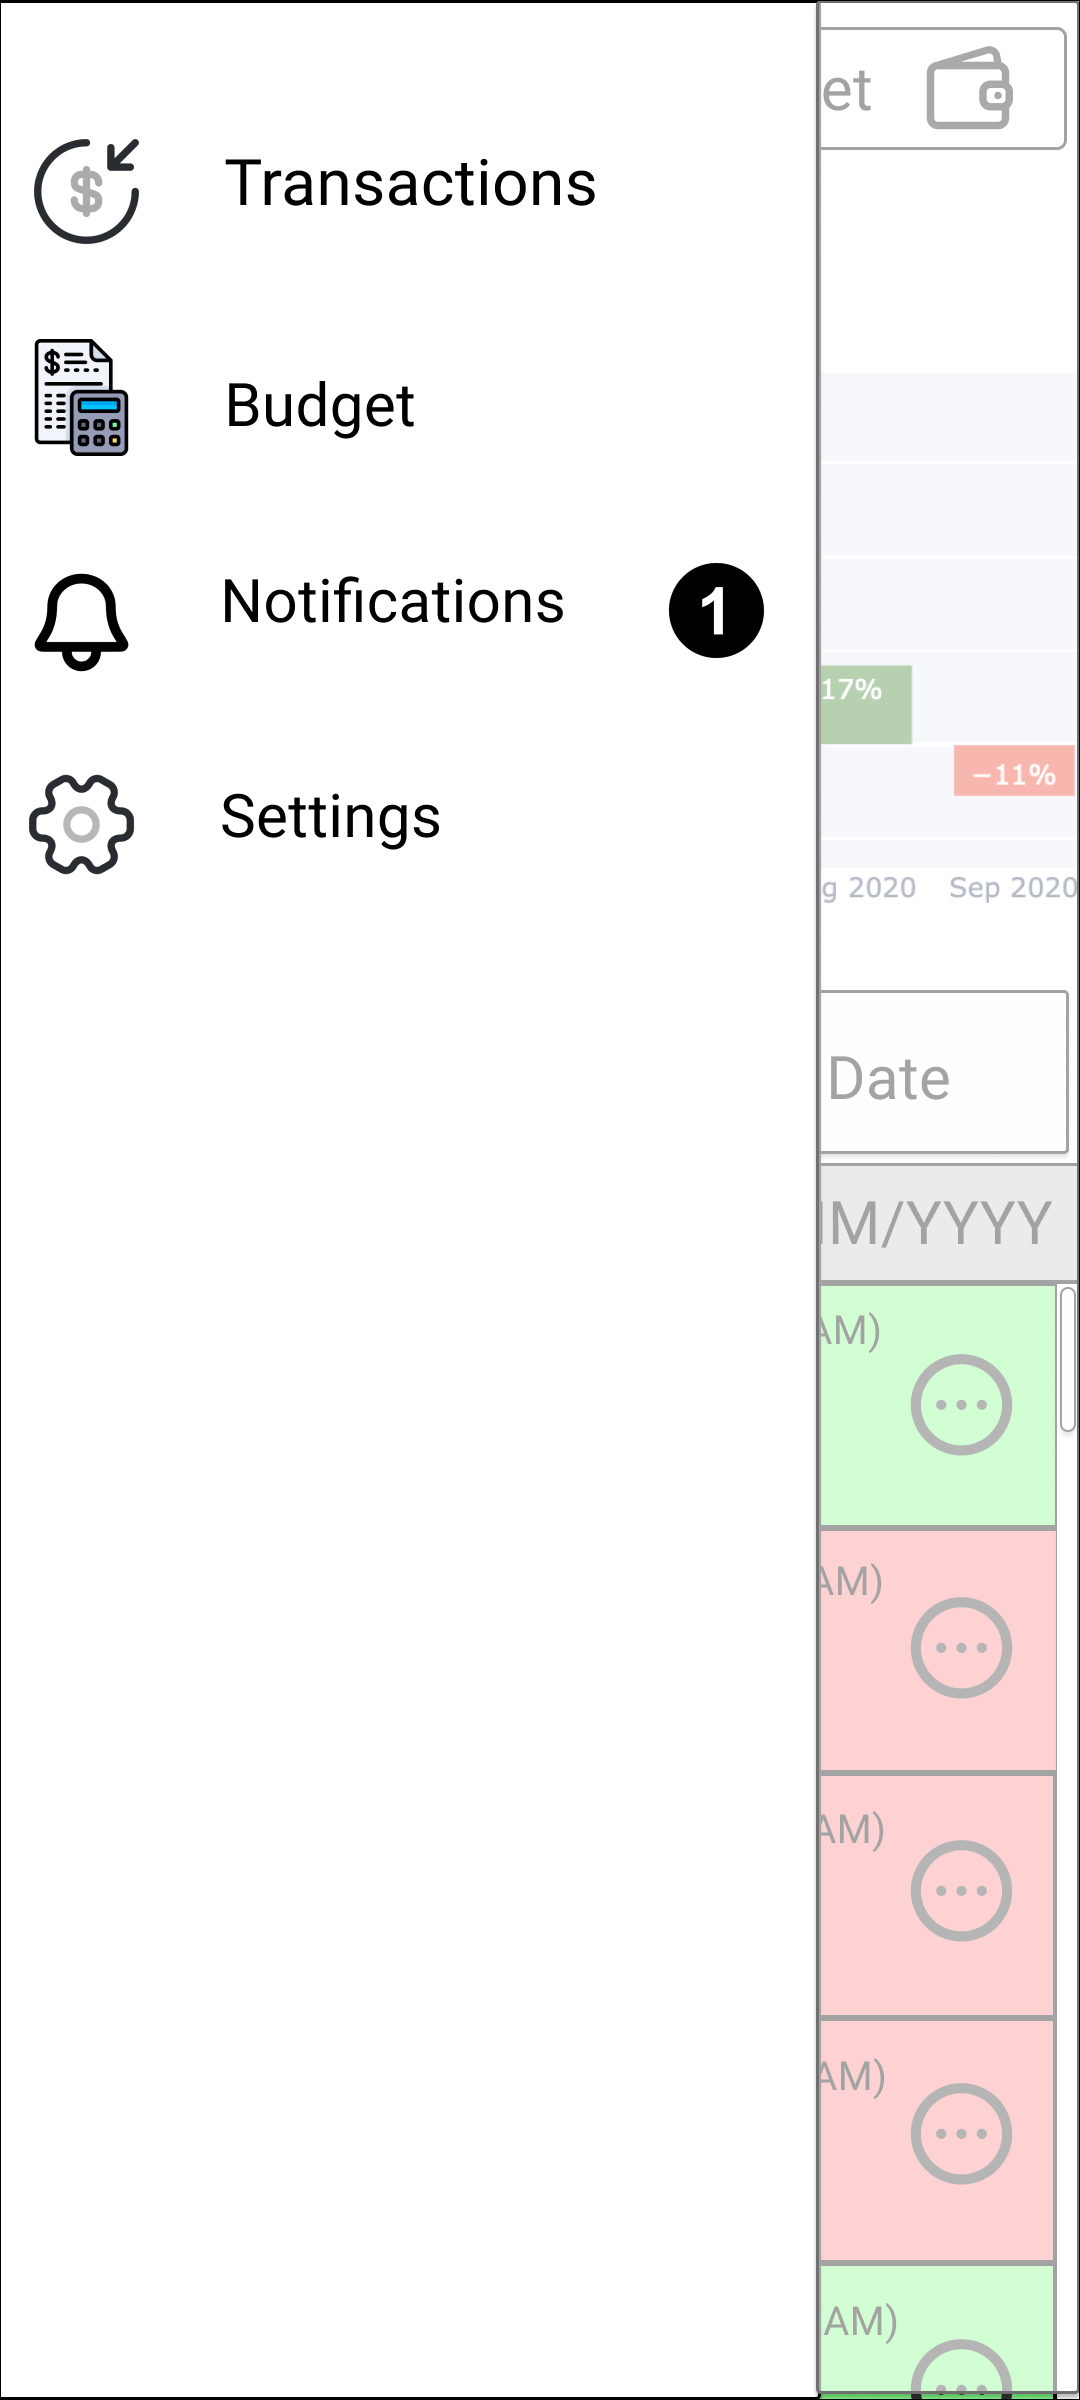 et
Transactions
Budget
Notifications 1
Settings
17%
−11%
g 2020 Sep 2020
Date
M/YYYY
AM)
AM)
AM)
AM)
AM)